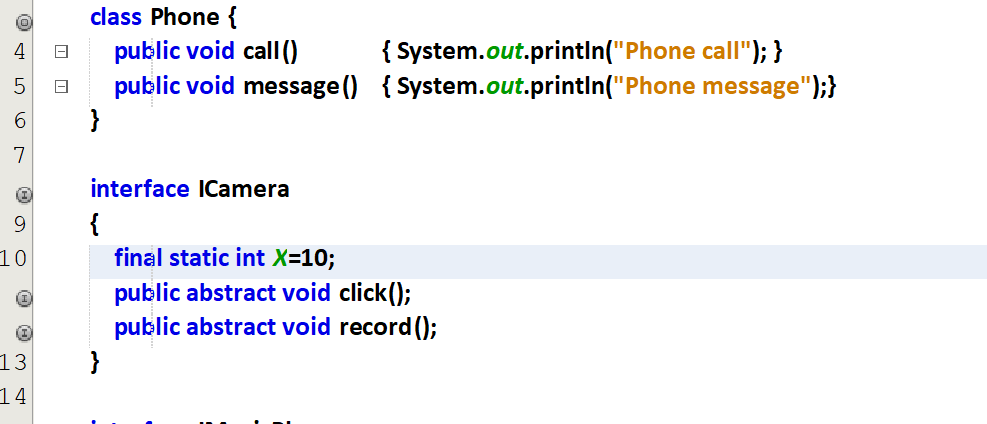 class Phone {
4 public void call() { System.out.println("Phone call"); }
5 public void message() { System.out.println("Phone message");}
6 }
7
interface ICamera
9 {
10 final static int X=10;
public abstract void click();
public abstract void record();
13 }
14